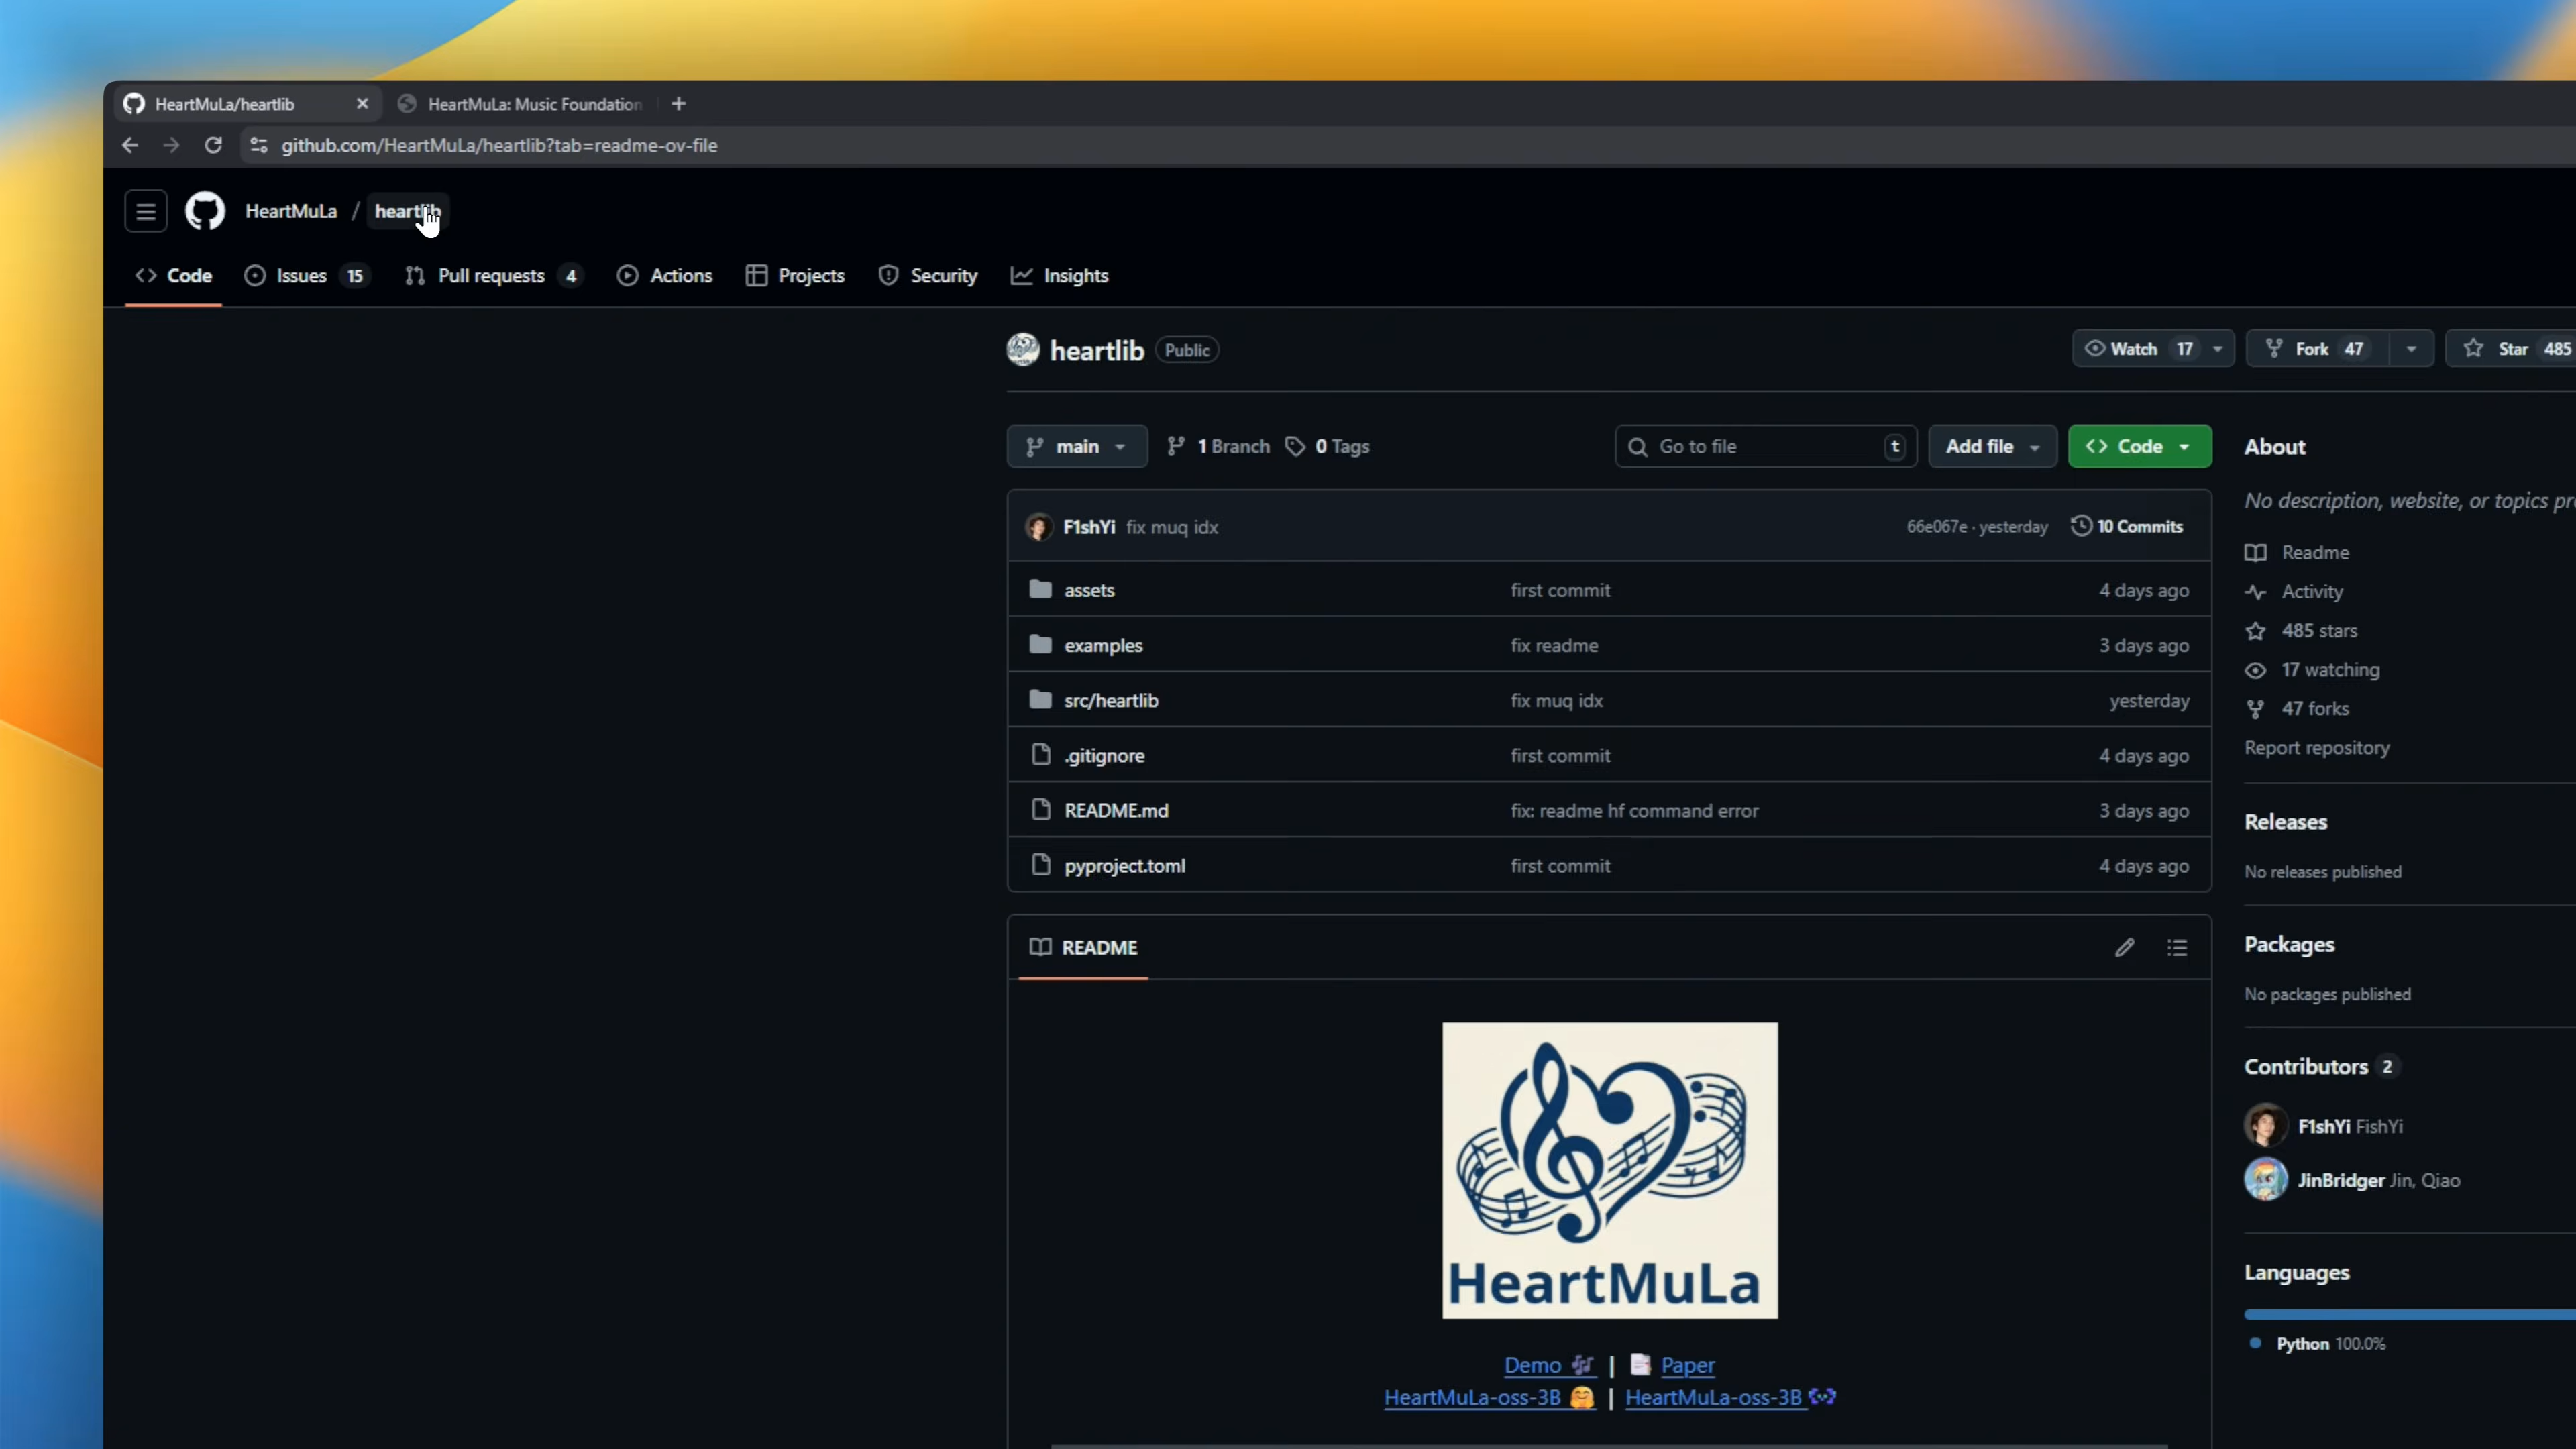 HeartMuLa/heartlib
HeartMuLa: Music Foundation
github.com/HeartMuLa/heartlib?tab=readme-ov-file
HeartMuLa / heartlib
Code Issues 15 Pull requests 4 Actions Projects Security Insights
heartlib Public
Watch 17 Fork 47 Star 485
main 1 Branch 0 Tags Go to file t Add file Code
F1shYi fix muq idx 66e067e · yesterday 10 Commits
assets first commit 4 days ago
examples fix readme 3 days ago
src/heartlib fix muq idx yesterday
.gitignore first commit 4 days ago
README.md fix: readme hf command error 3 days ago
pyproject.toml first commit 4 days ago
README
HeartMuLa
Demo | Paper
HeartMuLa-oss-3B | HeartMuLa-oss-3B
About
No description, website, or topics pr
Readme
Activity
485 stars
17 watching
47 forks
Report repository
Releases
No releases published
Packages
No packages published
Contributors 2
F1shYi FishYi
JinBridger Jin, Qiao
Languages
Python 100.0%